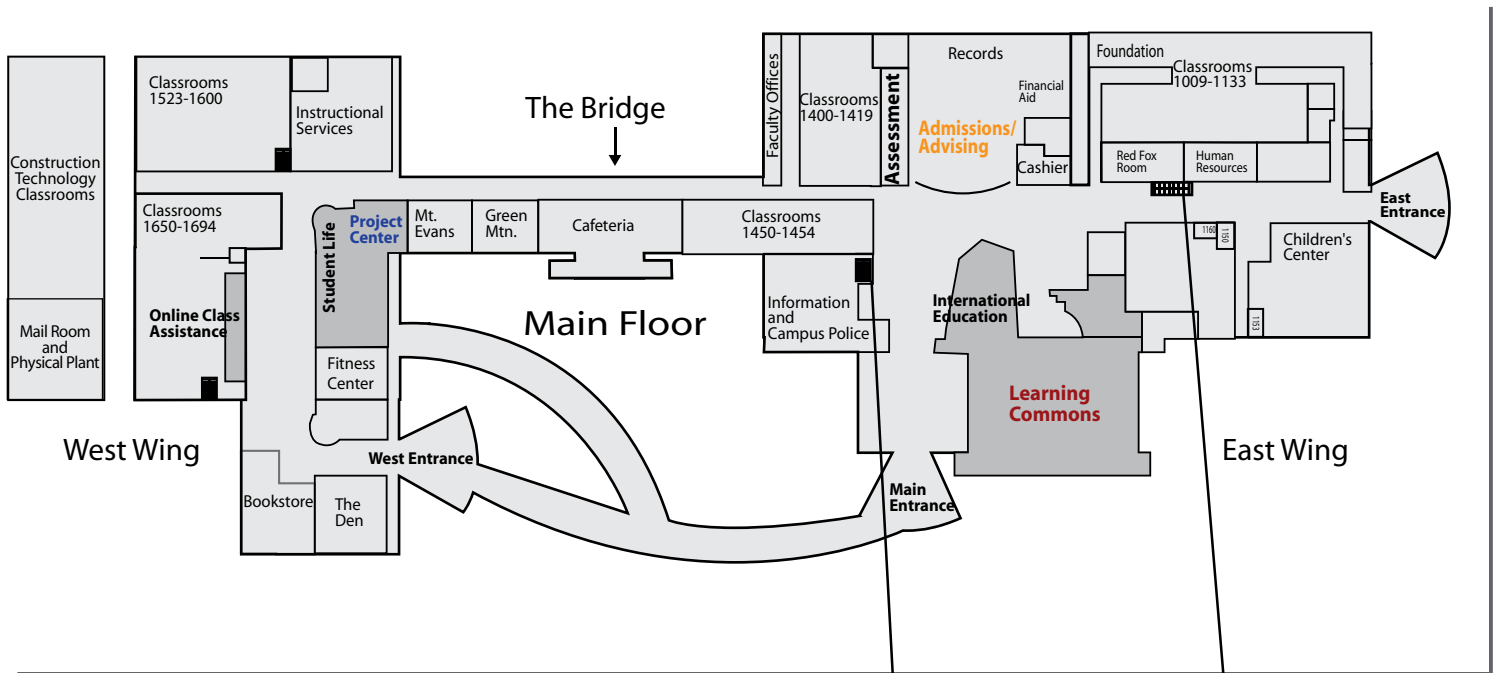 Classrooms
1523-1600
Instructional
Services
The Bridge
Faculty Offices
Classrooms
1400-1419
Assessment
Records
Financial
Aid
Admissions/
Advising
Cashier
Foundation
Classrooms
1009-1133
Red Fox
Room
Human
Resources
East
Entrance
Construction
Technology
Classrooms
Mail Room
and
Physical Plant
Classrooms
1650-1694
Online Class
Assistance
Student Life
Project
Center
Mt.
Evans
Green
Mtn.
Cafeteria
Classrooms
1450-1454
Main Floor
Information
and
Campus Police
International
Education
1160
1150
Children's
Center
1153
Fitness
Center
Learning
Commons
West Wing
West Entrance
East Wing
Bookstore
The
Den
Main
Entrance